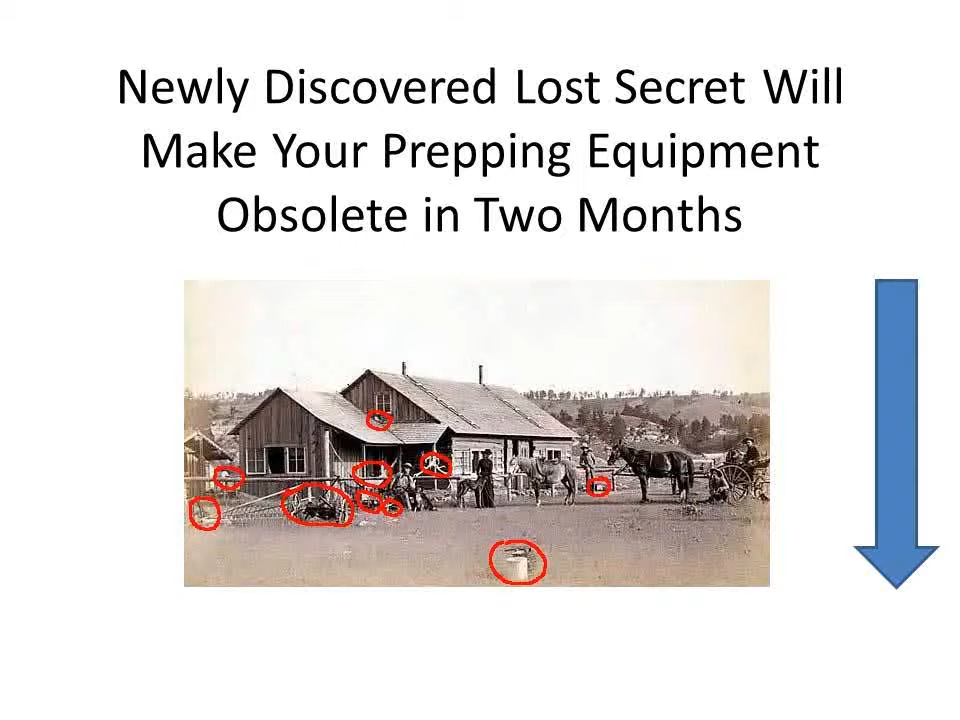 Newly Discovered Lost Secret Will
Make Your Prepping Equipment
Obsolete in Two Months